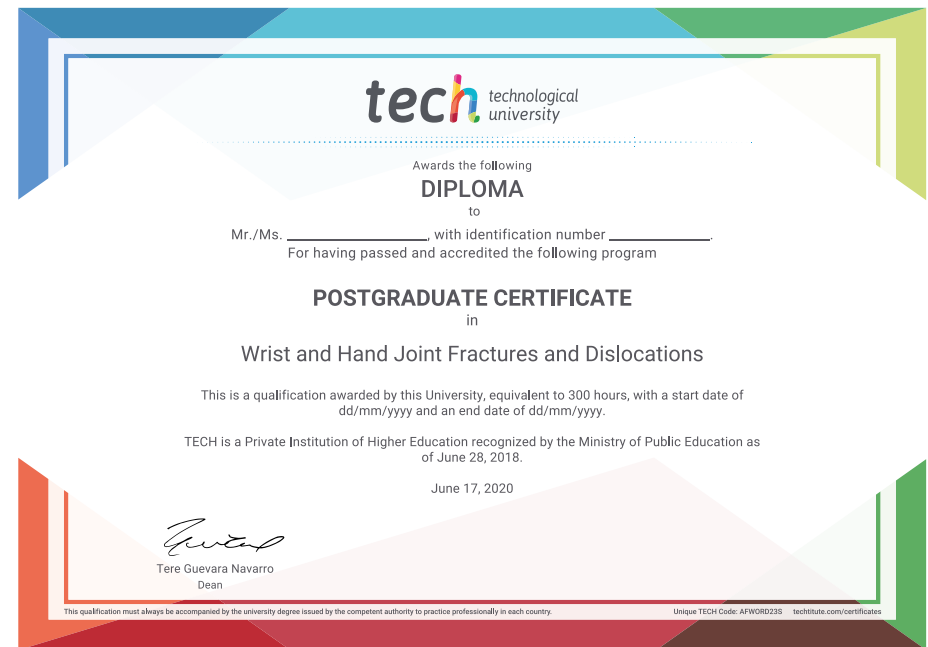 tech technological
university
Awards the following
DIPLOMA
to
Mr./Ms. ____________________, with identification number ______________.
For having passed and accredited the following program
POSTGRADUATE CERTIFICATE
in
Wrist and Hand Joint Fractures and Dislocations
This is a qualification awarded by this University, equivalent to 300 hours, with a start date of
dd/mm/yyyy and an end date of dd/mm/yyyy.
TECH is a Private Institution of Higher Education recognized by the Ministry of Public Education as
of June 28, 2018.
June 17, 2020
Tere Guevara Navarro
Dean
This qualification must always be accompanied by the university degree issued by the competent authority to practice professionally in each country. Unique TECH Code: AFWORD23S techtitute.com/certificates